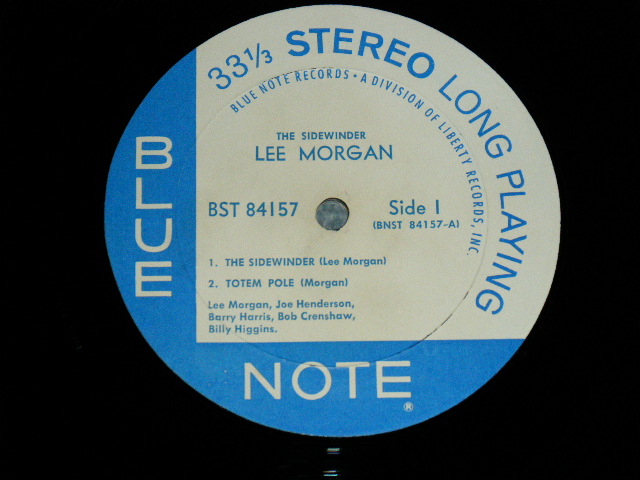 33⅓ STEREO LONG PLAYING
BLUE NOTE RECORDS • A DIVISION OF LIBERTY RECORDS, INC.
THE SIDEWINDER
LEE MORGAN
BST 84157
Side 1
(BNST 84157-A)
1. THE SIDEWINDER (Lee Morgan)
2. TOTEM POLE (Morgan)
Lee Morgan, Joe Henderson,
Barry Harris, Bob Crenshaw,
Billy Higgins.
BLUE
NOTE®